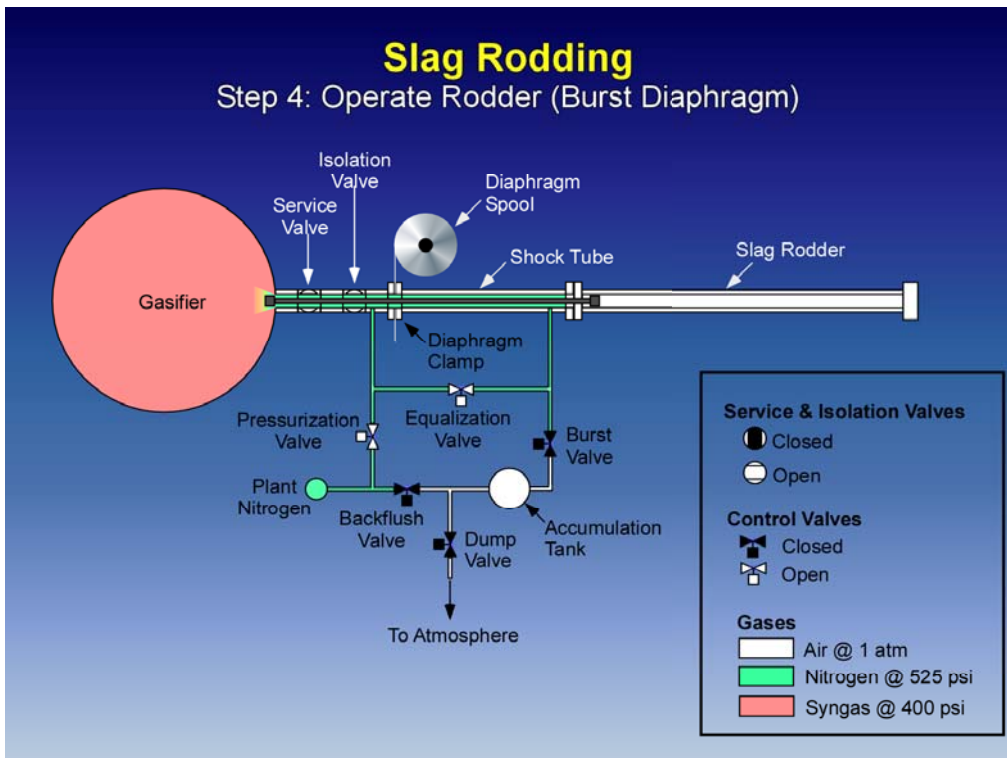 Slag Rodding
Step 4: Operate Rodder (Burst Diaphragm)
Isolation
Valve
Service
Valve
Diaphragm
Spool
Shock Tube
Slag Rodder
Gasifier
Diaphragm
Clamp
Pressurization
Valve
Equalization
Valve
Burst
Valve
Plant
Nitrogen
Backflush
Valve
Dump
Valve
Accumulation
Tank
To Atmosphere
Service & Isolation Valves
Closed
Open
Control Valves
Closed
Open
Gases
Air @ 1 atm
Nitrogen @ 525 psi
Syngas @ 400 psi